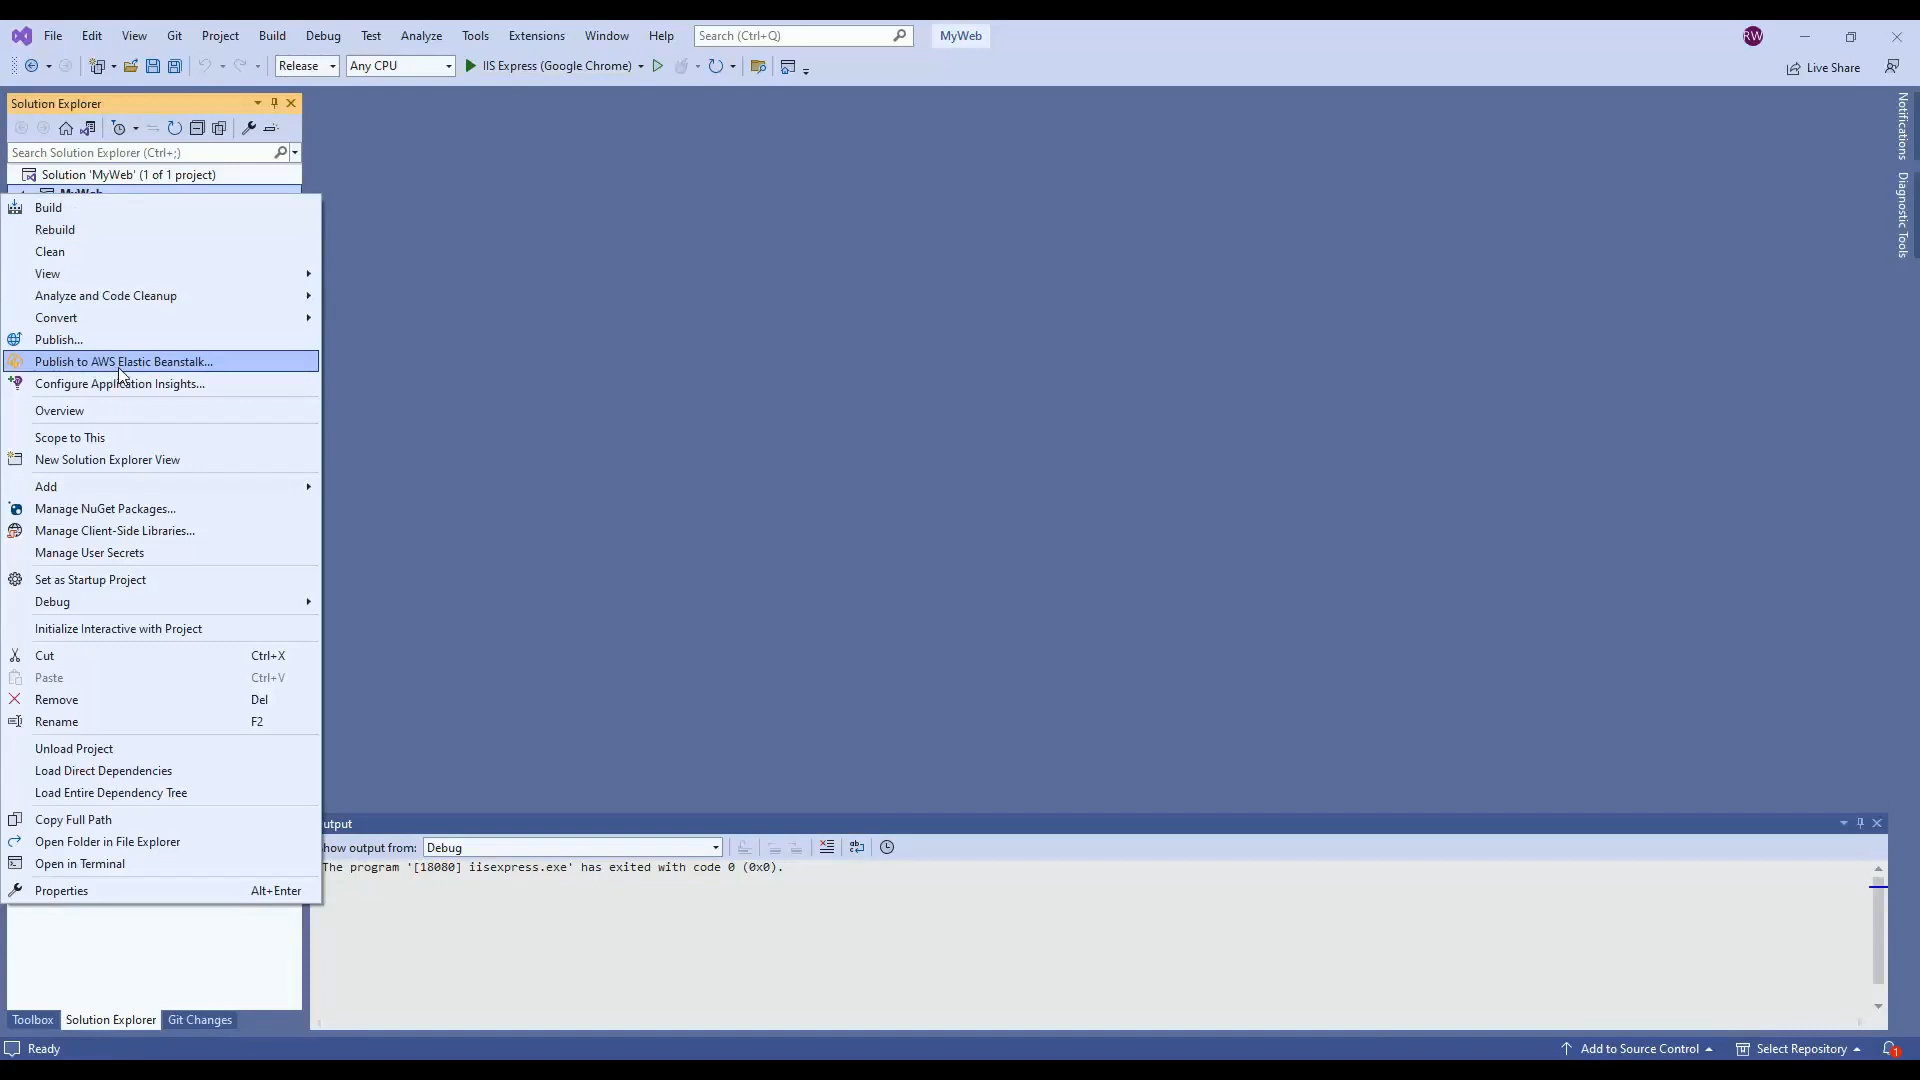 File Edit View Git Project Build Debug Test Analyze Tools Extensions Window Help Search (Ctrl+Q) MyWeb RW
Release Any CPU IIS Express (Google Chrome) Live Share
Solution Explorer
Search Solution Explorer (Ctrl+;)
Solution 'MyWeb' (1 of 1 project)
MyWeb
Build
Rebuild
Clean
View
Analyze and Code Cleanup
Convert
Publish...
Publish to AWS Elastic Beanstalk...
Configure Application Insights...
Overview
Scope to This
New Solution Explorer View
Add
Manage NuGet Packages...
Manage Client-Side Libraries...
Manage User Secrets
Set as Startup Project
Debug
Initialize Interactive with Project
Cut Ctrl+X
Paste Ctrl+V
Remove Del
Rename F2
Unload Project
Load Direct Dependencies
Load Entire Dependency Tree
Copy Full Path
Open Folder in File Explorer
Open in Terminal
Properties Alt+Enter
utput
how output from: Debug
The program '[18080] iisexpress.exe' has exited with code 0 (0x0).
Notifications
Diagnostic Tools
Toolbox Solution Explorer Git Changes
Ready Add to Source Control Select Repository 1